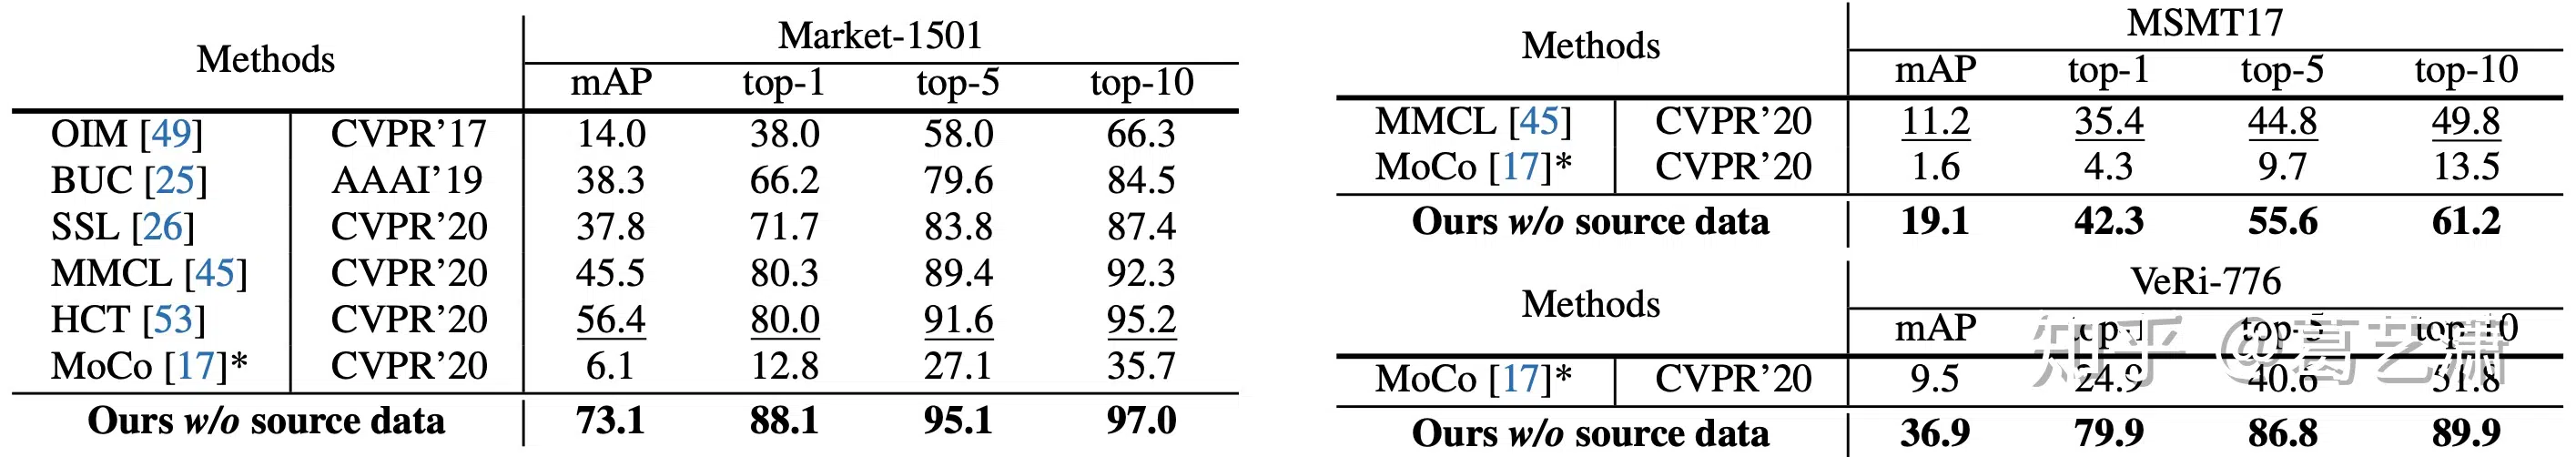 Methods Market-1501
mAP top-1 top-5 top-10
OIM [49] CVPR’17 14.0 38.0 58.0 66.3
BUC [25] AAAI’19 38.3 66.2 79.6 84.5
SSL [26] CVPR’20 37.8 71.7 83.8 87.4
MMCL [45] CVPR’20 45.5 80.3 89.4 92.3
HCT [53] CVPR’20 56.4 80.0 91.6 95.2
MoCo [17]* CVPR’20 6.1 12.8 27.1 35.7
Ours w/o source data 73.1 88.1 95.1 97.0
Methods MSMT17
mAP top-1 top-5 top-10
MMCL [45] CVPR’20 11.2 35.4 44.8 49.8
MoCo [17]* CVPR’20 1.6 4.3 9.7 13.5
Ours w/o source data 19.1 42.3 55.6 61.2
Methods VeRi-776
mAP top-1 top-5 top-10
MoCo [17]* CVPR’20 9.5 24.9 40.6 51.8
Ours w/o source data 36.9 79.9 86.8 89.9
知乎 @葛艺潇